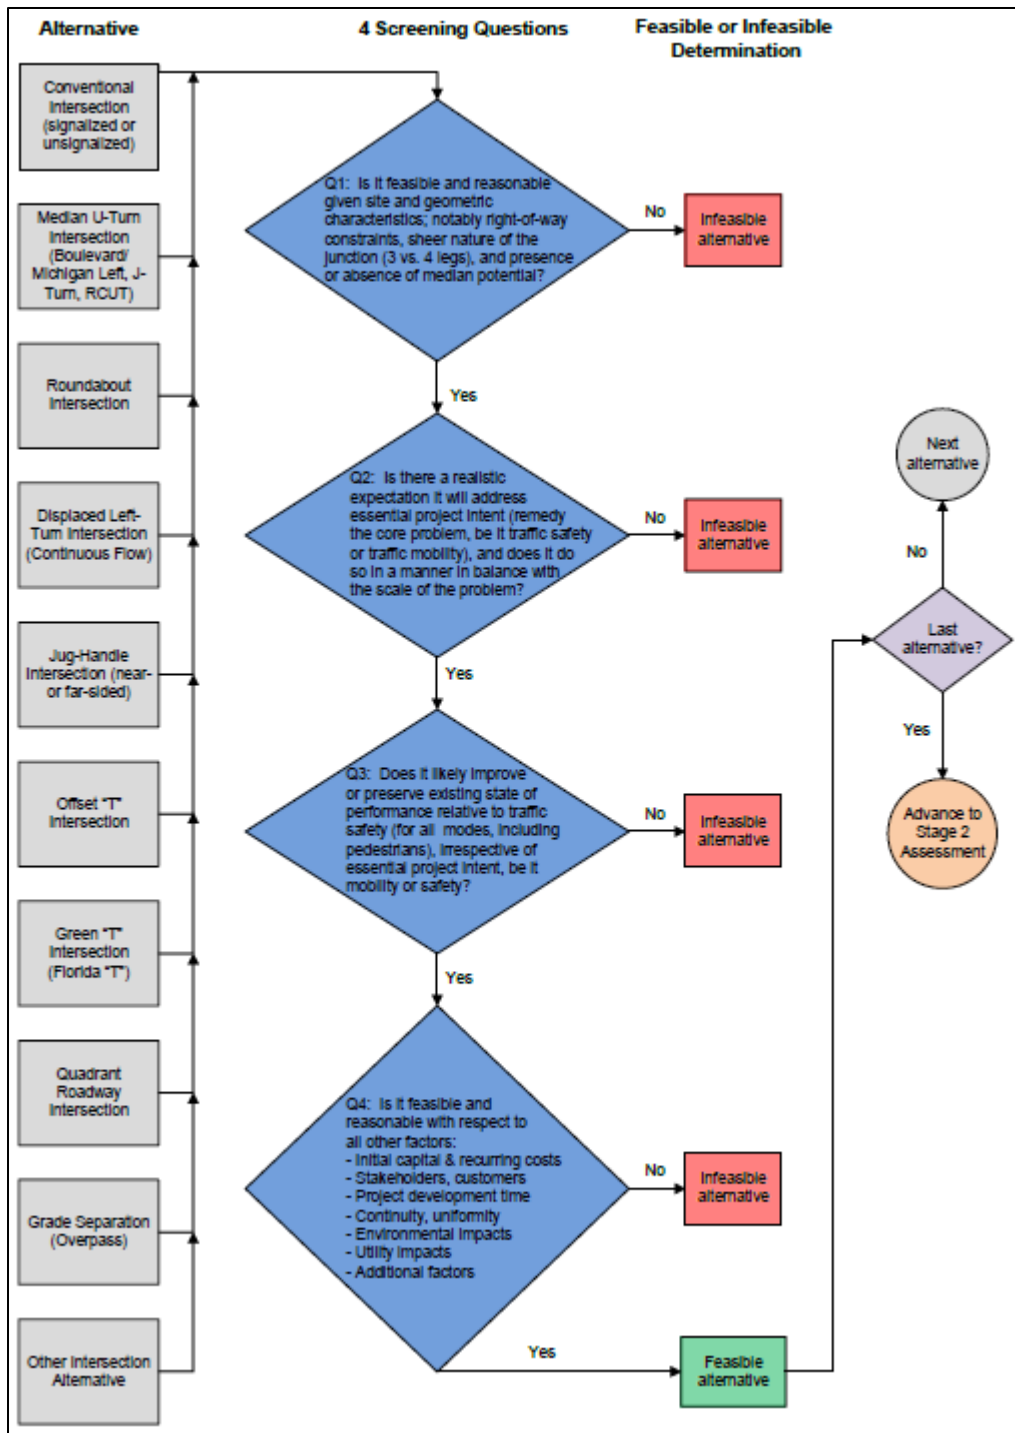 Alternative
4 Screening Questions
Feasible or Infeasible
Determination
Conventional
Intersection
(signalized or
unsignalized)
Median U-Turn
Intersection
(Boulevard/
Michigan Left, J-
Turn, RCUT)
Roundabout
Intersection
Displaced Left-
Turn Intersection
(Continuous Flow)
Jug-Handle
Intersection (near-
or far-sided)
Offset "T"
Intersection
Green "T"
Intersection
(Florida "T")
Quadrant
Roadway
Intersection
Grade Separation
(Overpass)
Other Intersection
Alternative
Q1: Is it feasible and reasonable
given site and geometric
characteristics; notably right-of-way
constraints, sheer nature of the
junction (3 vs. 4 legs), and presence
or absence of median potential?
No
Infeasible
alternative
Yes
Q2: Is there a realistic
expectation it will address
essential project intent (remedy
the core problem, be it traffic safety
or traffic mobility), and does it do
so in a manner in balance with
the scale of the problem?
No
Infeasible
alternative
Yes
Q3: Does it likely improve
or preserve existing state of
performance relative to traffic
safety (for all modes, including
pedestrians), irrespective of
essential project intent, be it
mobility or safety?
No
Infeasible
alternative
Yes
Q4: Is it feasible and
reasonable with respect to
all other factors:
- Initial capital & recurring costs
- Stakeholders, customers
- Project development time
- Continuity, uniformity
- Environmental impacts
- Utility impacts
- Additional factors
No
Infeasible
alternative
Yes
Feasible
alternative
Last
alternative?
No
Next
alternative
Yes
Advance to
Stage 2
Assessment